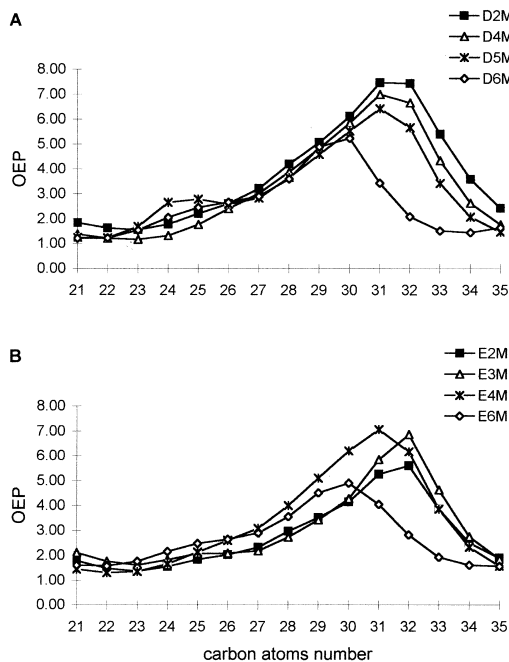 A
D2M
D4M
D5M
D6M
8.00
7.00
6.00
5.00
4.00
3.00
2.00
1.00
0.00
OEP
21 22 23 24 25 26 27 28 29 30 31 32 33 34 35
B
E2M
E3M
E4M
E6M
8.00
7.00
6.00
5.00
4.00
3.00
2.00
1.00
0.00
OEP
21 22 23 24 25 26 27 28 29 30 31 32 33 34 35
carbon atoms number